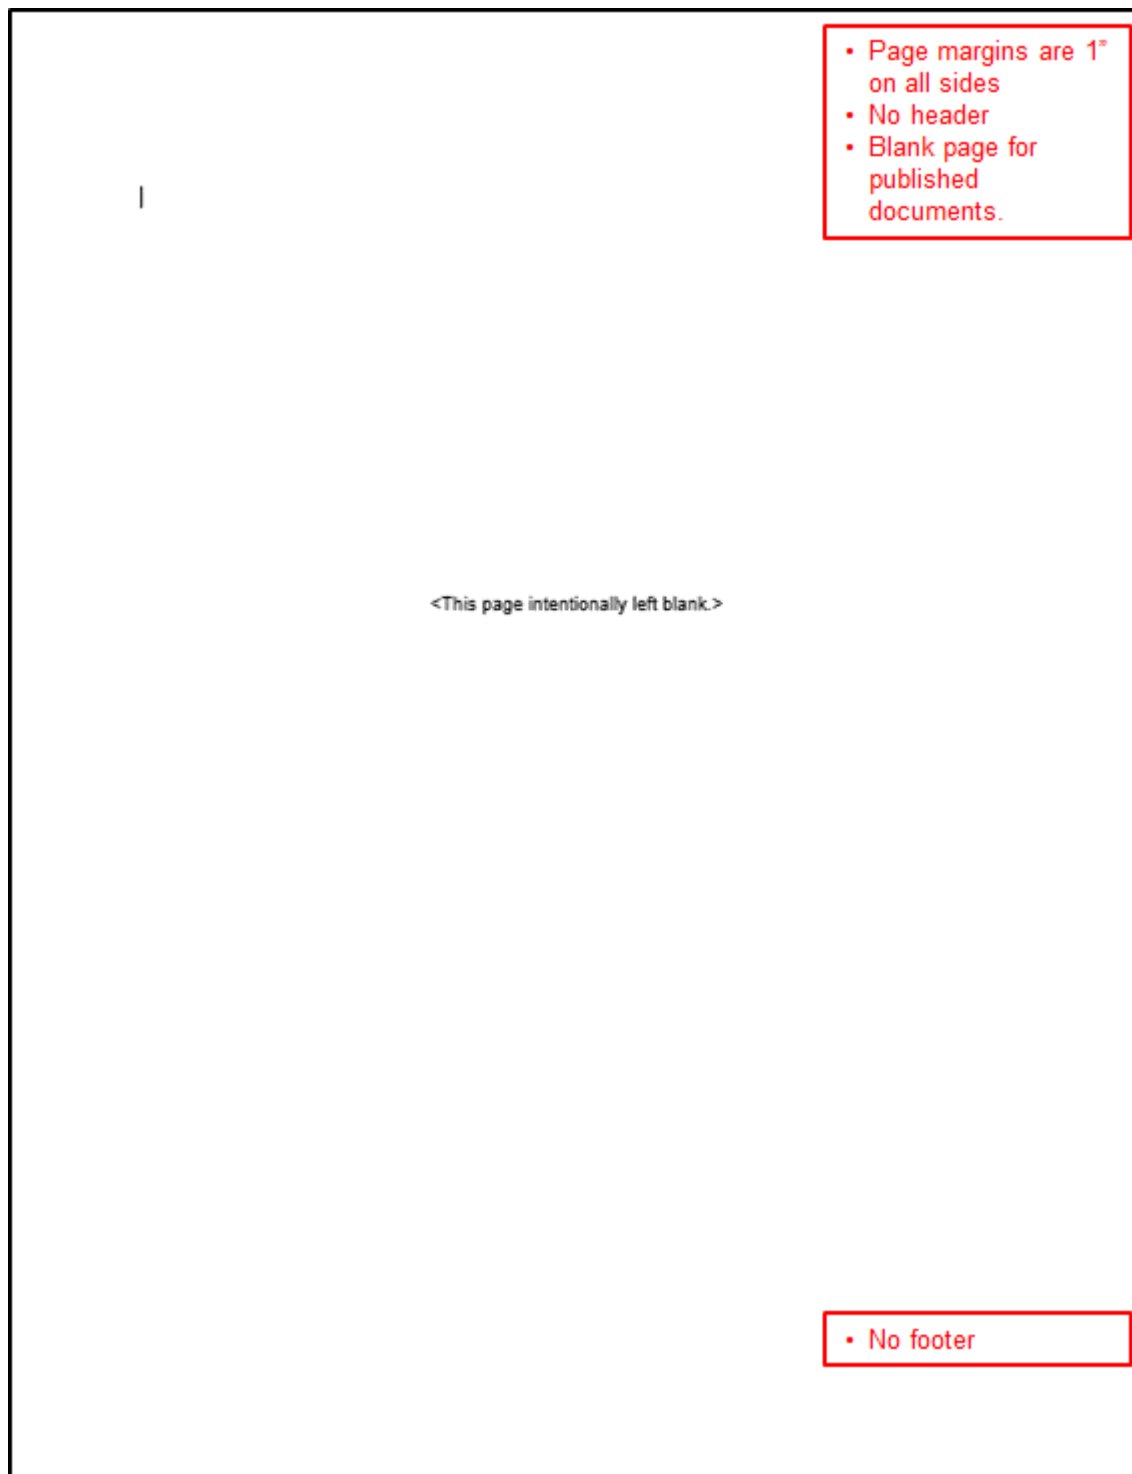 • Page margins are 1"
on all sides
• No header
• Blank page for
published
documents.
<This page intentionally left blank.>
• No footer